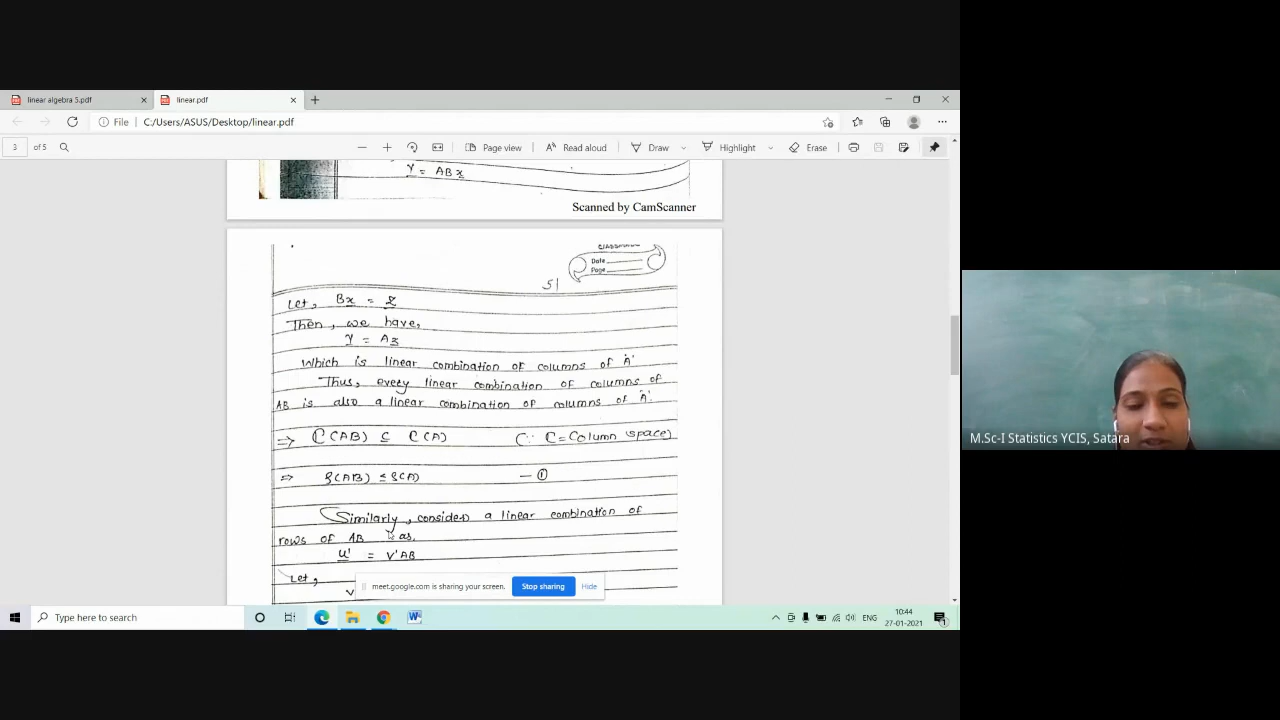 linear algebra 5.pdf
linear.pdf
File
C:/Users/ASUS/Desktop/linear.pdf
3 of 5
Page view
Read aloud
Draw
Highlight
Erase
Y = ABx
Scanned by CamScanner
Date
Page
51
Let, Bx = z
Then, we have,
Y = Az
Which is linear combination of columns of 'A'
Thus, every linear combination of columns of
AB is also a linear combination of columns of 'A'.
⇒ C(AB) ⊆ C(A) (∵ C = Column space)
⇒ ρ(AB) ≤ ρ(A) — ①
Similarly, consider a linear combination of
rows of AB as,
u' = v'AB
Let,
v
meet.google.com is sharing your screen.
Stop sharing
Hide
M.Sc-I Statistics YCIS, Satara
Type here to search
ENG
10:44
27-01-2021